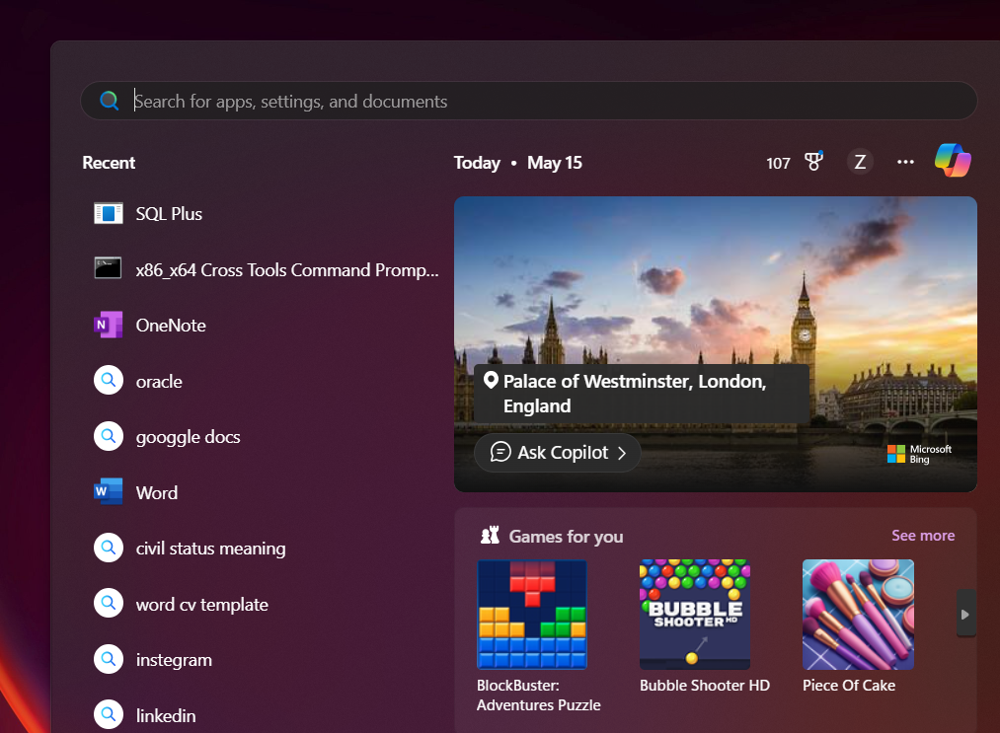 Search for apps, settings, and documents
Recent
Today • May 15
107
Z
SQL Plus
x86_x64 Cross Tools Command Promp...
OneNote
oracle
googgle docs
Word
civil status meaning
word cv template
instegram
linkedin
Palace of Westminster, London,
England
Ask Copilot
Microsoft
Bing
Games for you
See more
BUBBLE
SHOOTER HD
BlockBuster:
Adventures Puzzle
Bubble Shooter HD
Piece Of Cake